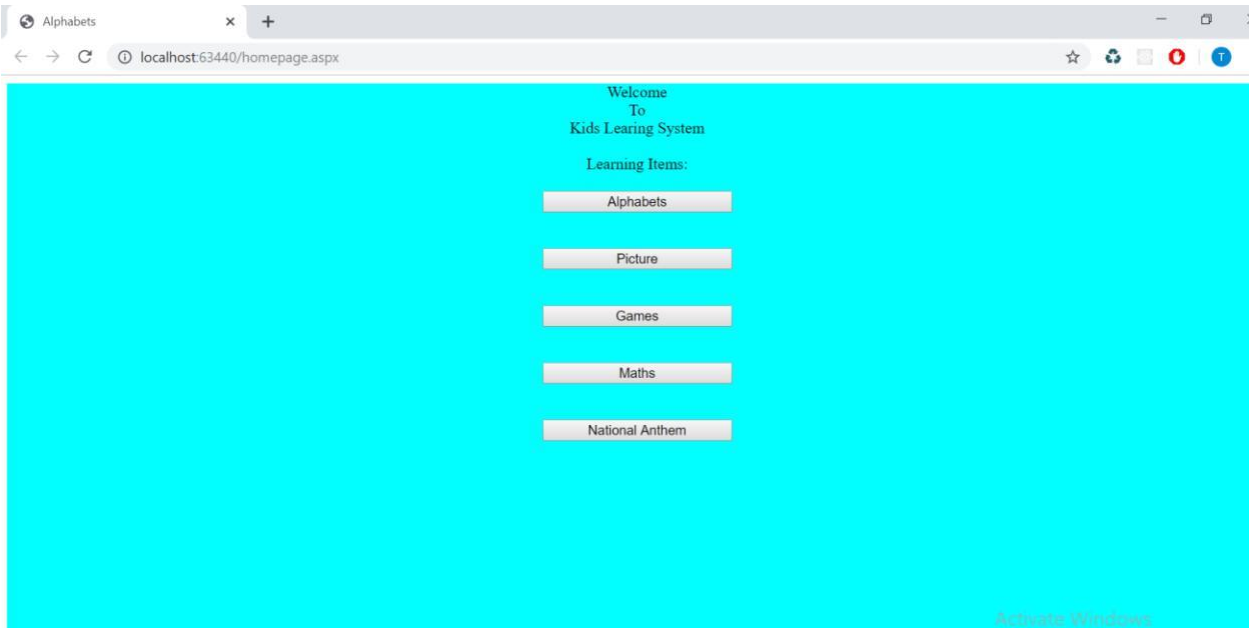 Alphabets
localhost:63440/homepage.aspx
T
Welcome
To
Kids Learing System
Learning Items:
Alphabets
Picture
Games
Maths
National Anthem
Activate Windows